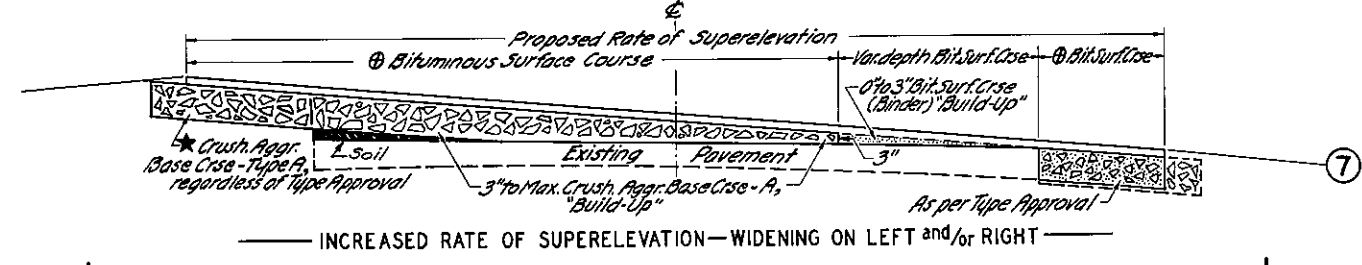 ℄
Proposed Rate of Superelevation
⊕ Bituminous Surface Course
Var. depth Bit. Surf. Crse
⊕ Bit. Surf. Crse
0" to 3" Bit. Surf. Crse
(Binder) "Build-Up"
★ Crush. Aggr.
Base Crse - Type A,
regardless of Type Approval
Soil
Existing Pavement
3"
7
3" to Max. Crush. Aggr. Base Crse - A,
"Build-Up"
As per Type Approval
INCREASED RATE OF SUPERELEVATION—WIDENING ON LEFT and/or RIGHT